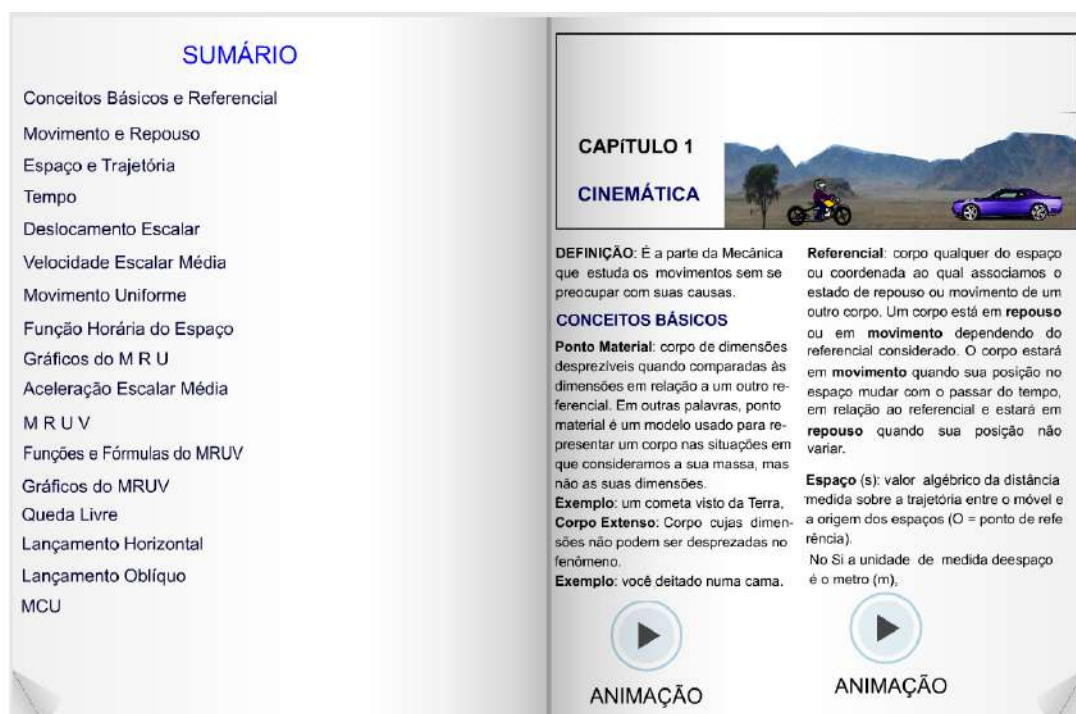 SUMÁRIO
Conceitos Básicos e Referencial
Movimento e Repouso
Espaço e Trajetória
Tempo
Deslocamento Escalar
Velocidade Escalar Média
Movimento Uniforme
Função Horária do Espaço
Gráficos do M R U
Aceleração Escalar Média
M R U V
Funções e Fórmulas do MRUV
Gráficos do MRUV
Queda Livre
Lançamento Horizontal
Lançamento Oblíquo
MCU
CAPíTULO 1
CINEMÁTICA
DEFINIÇÃO: É a parte da Mecânica
que estuda os movimentos sem se
preocupar com suas causas.
CONCEITOS BÁSICOS
Ponto Material: corpo de dimensões
desprezíveis quando comparadas às
dimensões em relação a um outro re-
ferencial. Em outras palavras, ponto
material é um modelo usado para re-
presentar um corpo nas situações em
que consideramos a sua massa, mas
não as suas dimensões.
Exemplo: um cometa visto da Terra,
Corpo Extenso: Corpo cujas dimen-
sões não podem ser desprezadas no
fenômeno.
Exemplo: você deitado numa cama.
ANIMAÇÃO
Referencial: corpo qualquer do espaço
ou coordenada ao qual associamos o
estado de repouso ou movimento de um
outro corpo. Um corpo está em repouso
ou em movimento dependendo do
referencial considerado. O corpo estará
em movimento quando sua posição no
espaço mudar com o passar do tempo,
em relação ao referencial e estará em
repouso quando sua posição não
variar.
Espaço (s): valor algébrico da distância
medida sobre a trajetória entre o móvel e
a origem dos espaços (O = ponto de refe
rência).
No Si a unidade de medida deespaço
é o metro (m),
ANIMAÇÃO